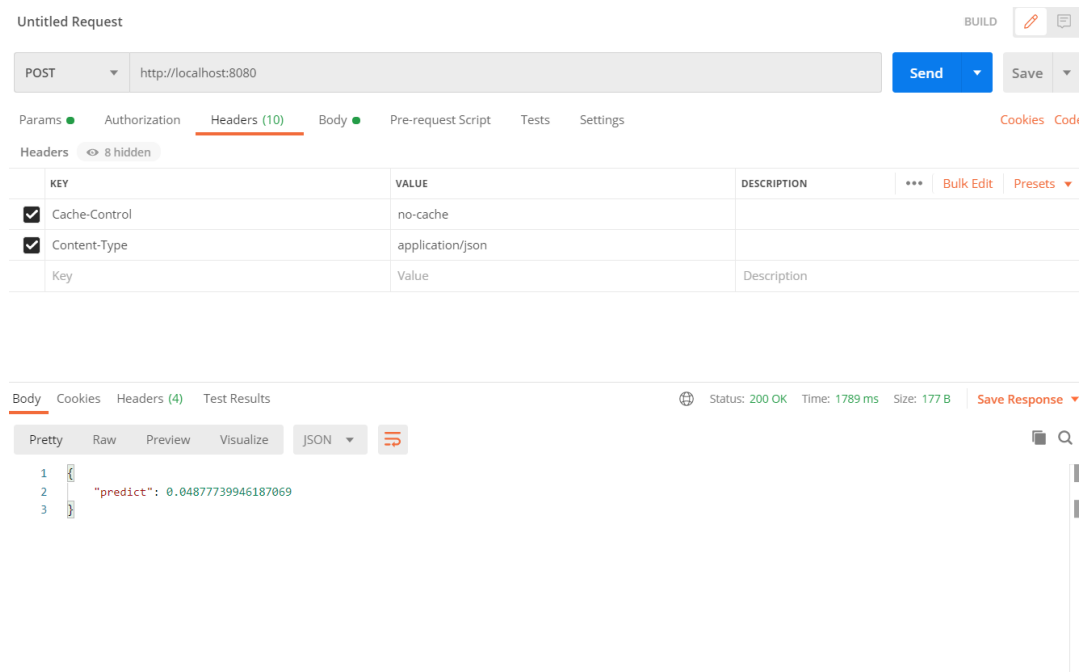 Untitled Request BUILD
POST http://localhost:8080 Send Save
Params Authorization Headers (10) Body Pre-request Script Tests Settings Cookies Code
Headers 8 hidden
KEY VALUE DESCRIPTION ••• Bulk Edit Presets
Cache-Control no-cache
Content-Type application/json
Key Value Description
Body Cookies Headers (4) Test Results Status: 200 OK Time: 1789 ms Size: 177 B Save Response
Pretty Raw Preview Visualize JSON
1 {
2 "predict": 0.04877739946187069
3 }